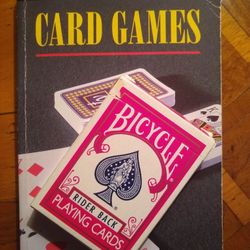 CARD GAMES
BICYCLE
RIDER BACK
PLAYING CARDS